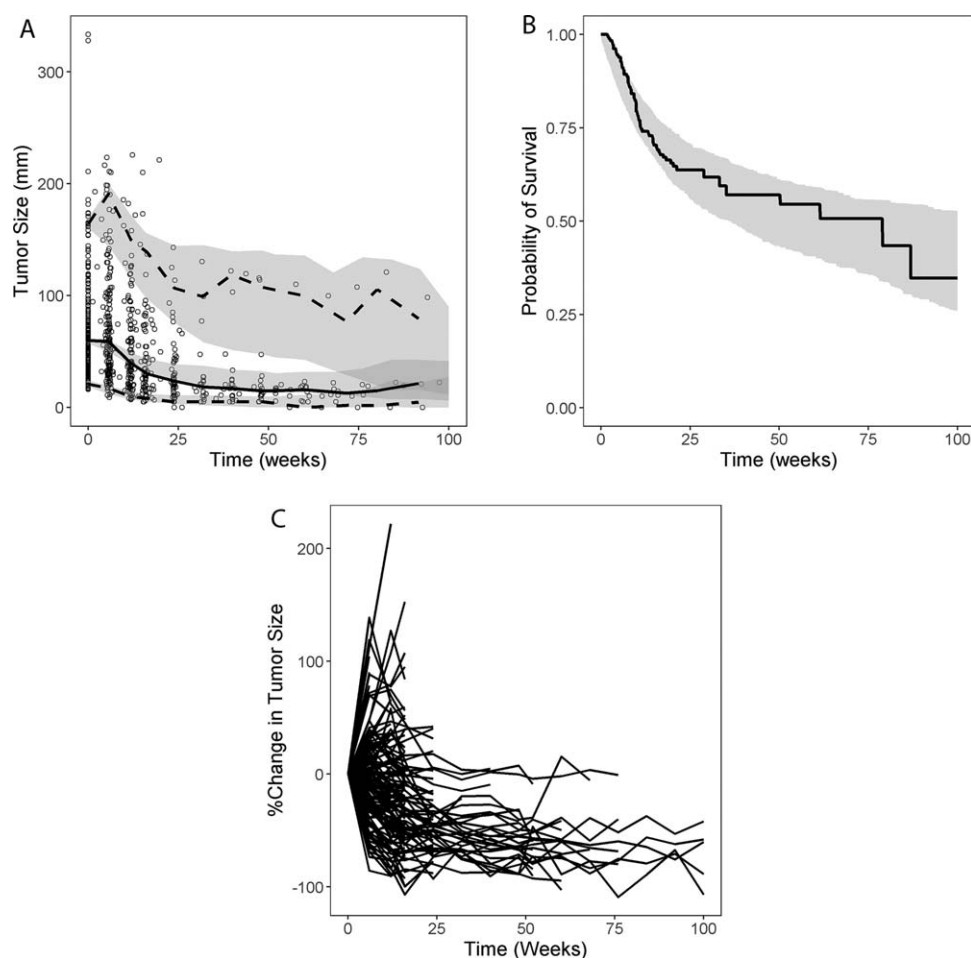 A
Tumor Size (mm)
300
200
100
0
0 25 50 75 100
Time (weeks)
B
Probability of Survival
1.00
0.75
0.50
0.25
0.00
0 25 50 75 100
Time (weeks)
C
%Change in Tumor Size
200
100
0
-100
0 25 50 75 100
Time (Weeks)